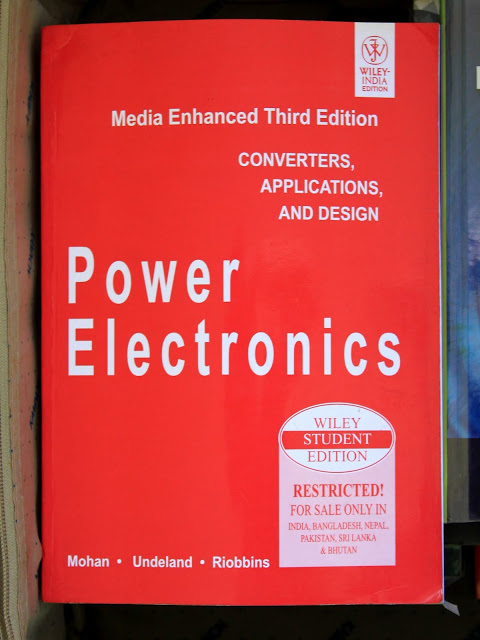 WILEY-
INDIA
EDITION
Media Enhanced Third Edition
CONVERTERS,
APPLICATIONS,
AND DESIGN
Power
Electronics
WILEY
STUDENT
EDITION
RESTRICTED!
FOR SALE ONLY IN
INDIA, BANGLADESH, NEPAL,
PAKISTAN, SRI LANKA
& BHUTAN
Mohan • Undeland • Riobbins